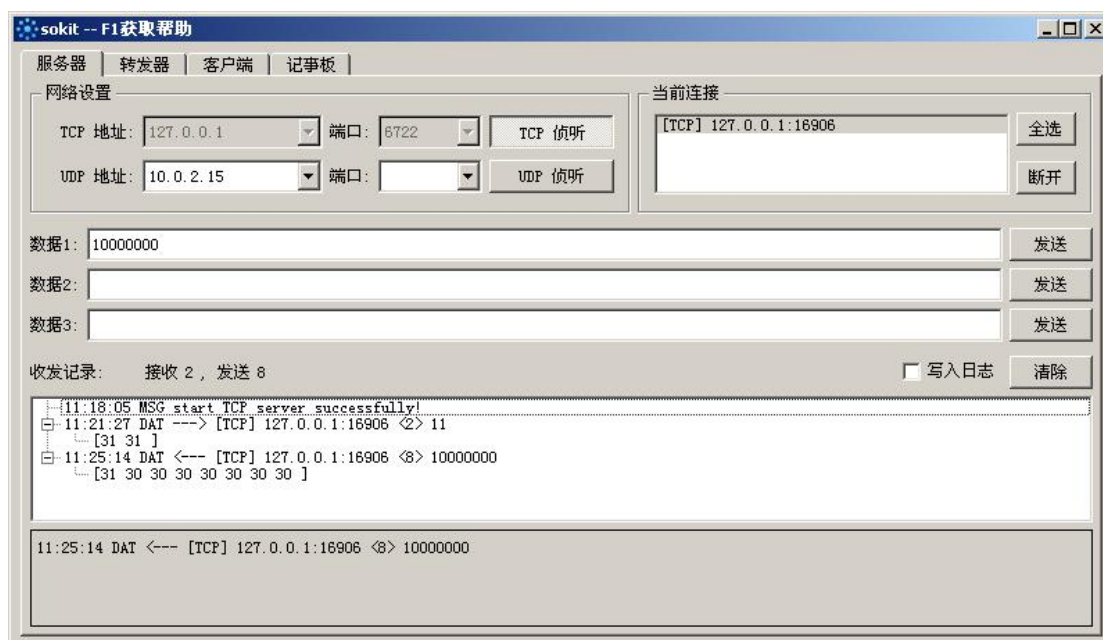 sokit -- F1获取帮助
服务器 转发器 客户端 记事板
网络设置 当前连接
TCP 地址: 127.0.0.1 端口: 6722 TCP 侦听 [TCP] 127.0.0.1:16906 全选
UDP 地址: 10.0.2.15 端口: UDP 侦听 断开
数据1: 10000000 发送
数据2: 发送
数据3: 发送
收发记录: 接收 2 , 发送 8 写入日志 清除
11:18:05 MSG start TCP server successfully!
11:21:27 DAT ---> [TCP] 127.0.0.1:16906 <2> 11
[31 31 ]
11:25:14 DAT <--- [TCP] 127.0.0.1:16906 <8> 10000000
[31 30 30 30 30 30 30 30 ]
11:25:14 DAT <--- [TCP] 127.0.0.1:16906 <8> 10000000